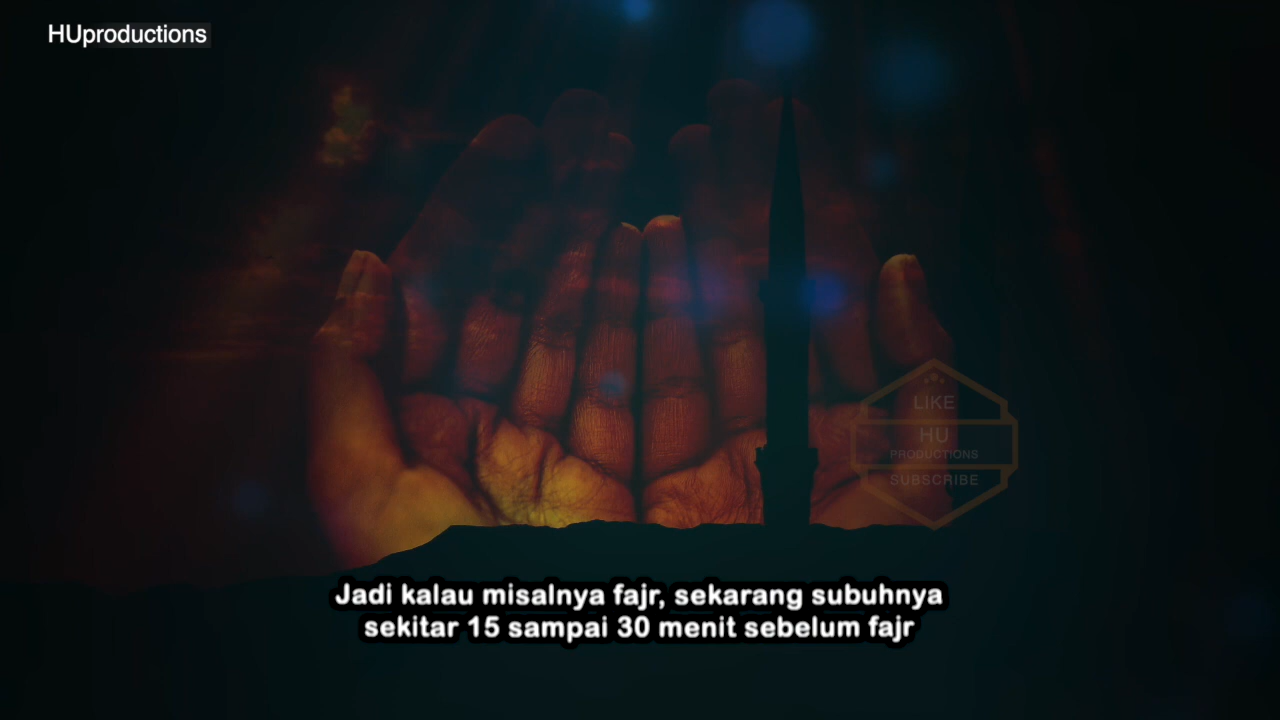 HUproductions
LIKE
HU
PRODUCTIONS
SUBSCRIBE
Jadi kalau misalnya fajr, sekarang subuhnya
sekitar 15 sampai 30 menit sebelum fajr